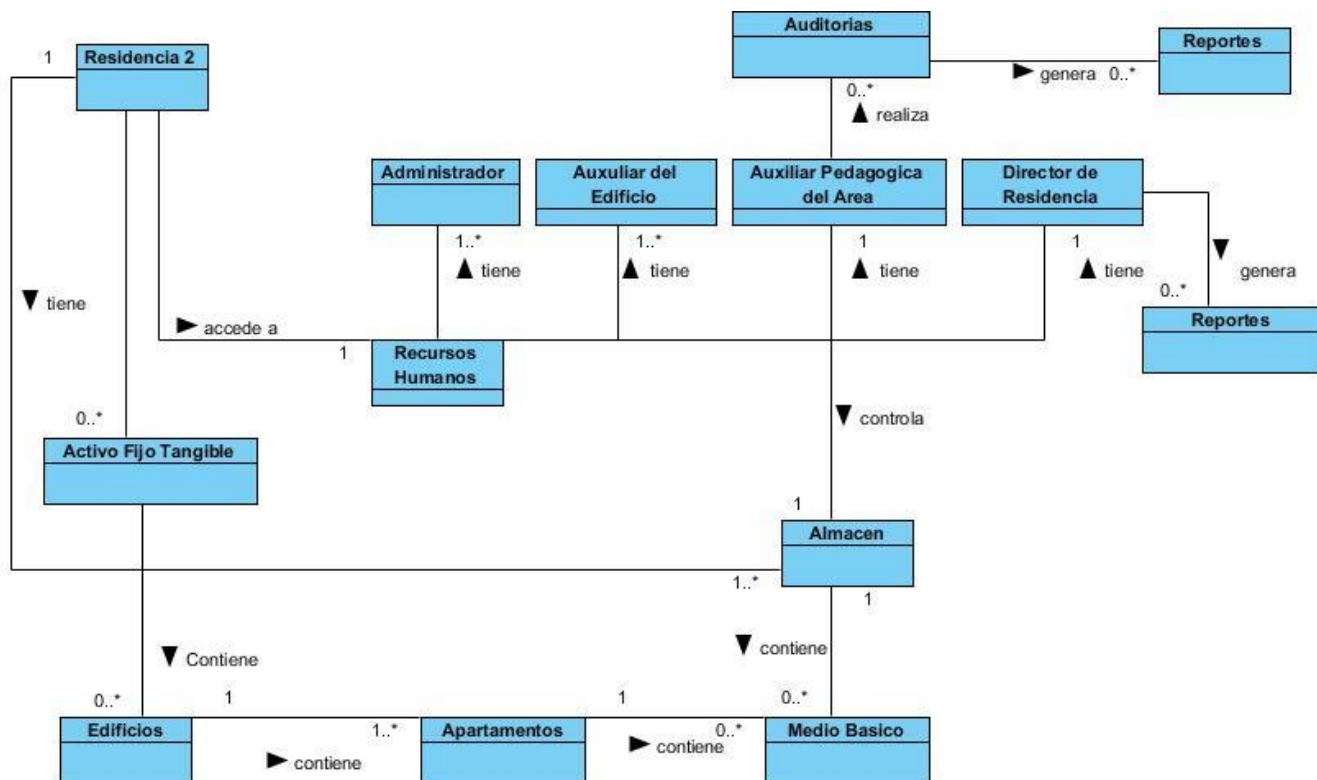 Auditorias
Reportes
1
Residencia 2
genera 0..*
0..*
realiza
Administrador
Auxuliar del
Edificio
Auxiliar Pedagogica
del Area
Director de
Residencia
1..*
tiene
1..*
tiene
1
tiene
1
tiene
genera
0..*
tiene
accede a
1
Recursos
Humanos
Reportes
0..*
controla
Activo Fijo Tangible
1
Almacen
1..*
1
Contiene
contiene
0..*
1
1..*
1
0..*
0..*
Edificios
Apartamentos
Medio Basico
contiene
contiene